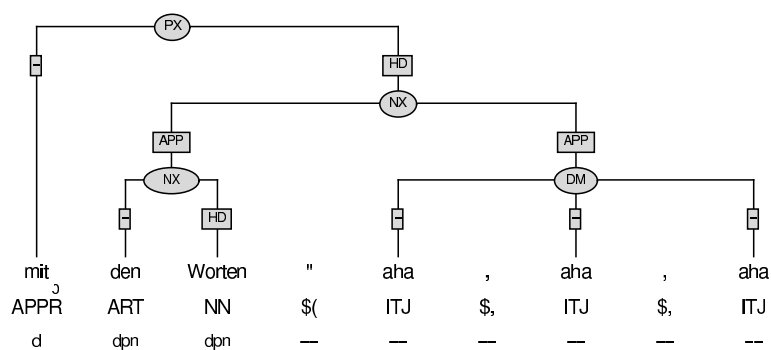 PX
- HD
NX
APP APP
NX DM
- HD - - -
mit den Worten " aha , aha , aha
APPR ART NN $( ITJ $, ITJ $, ITJ
d dpn dpn -- -- -- -- -- --